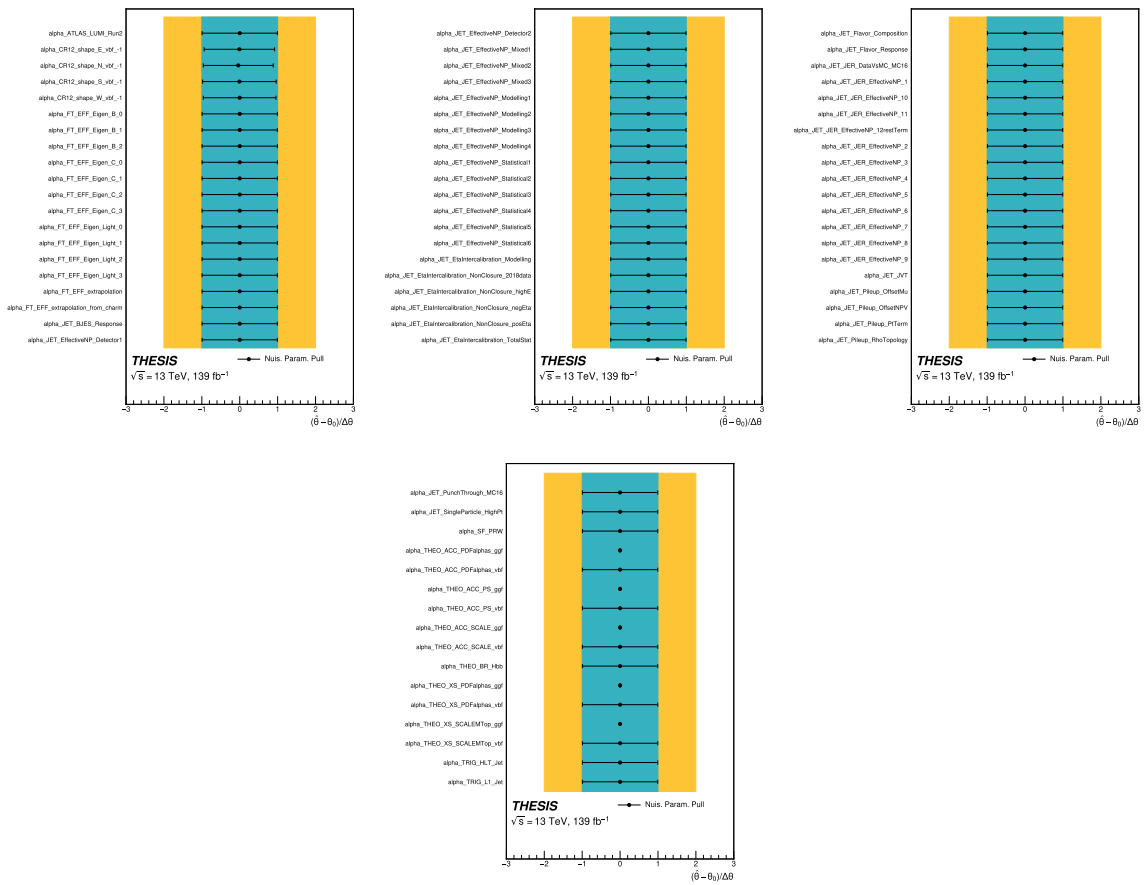 alpha_ATLAS_LUMI_Run2
alpha_CR12_shape_E_vbf_-1
alpha_CR12_shape_N_vbf_-1
alpha_CR12_shape_S_vbf_-1
alpha_CR12_shape_W_vbf_-1
alpha_FT_EFF_Eigen_B_0
alpha_FT_EFF_Eigen_B_1
alpha_FT_EFF_Eigen_B_2
alpha_FT_EFF_Eigen_C_0
alpha_FT_EFF_Eigen_C_1
alpha_FT_EFF_Eigen_C_2
alpha_FT_EFF_Eigen_C_3
alpha_FT_EFF_Eigen_Light_0
alpha_FT_EFF_Eigen_Light_1
alpha_FT_EFF_Eigen_Light_2
alpha_FT_EFF_Eigen_Light_3
alpha_FT_EFF_extrapolation
alpha_FT_EFF_extrapolation_from_charm
alpha_JET_BJES_Response
alpha_JET_EffectiveNP_Detector1
THESIS
Nuis. Param. Pull
√s = 13 TeV, 139 fb⁻¹
−3 −2 −1 0 1 2 3
(θ̂ − θ₀)/Δθ
alpha_JET_EffectiveNP_Detector2
alpha_JET_EffectiveNP_Mixed1
alpha_JET_EffectiveNP_Mixed2
alpha_JET_EffectiveNP_Mixed3
alpha_JET_EffectiveNP_Modelling1
alpha_JET_EffectiveNP_Modelling2
alpha_JET_EffectiveNP_Modelling3
alpha_JET_EffectiveNP_Modelling4
alpha_JET_EffectiveNP_Statistical1
alpha_JET_EffectiveNP_Statistical2
alpha_JET_EffectiveNP_Statistical3
alpha_JET_EffectiveNP_Statistical4
alpha_JET_EffectiveNP_Statistical5
alpha_JET_EffectiveNP_Statistical6
alpha_JET_EtaIntercalibration_Modelling
alpha_JET_EtaIntercalibration_NonClosure_2018data
alpha_JET_EtaIntercalibration_NonClosure_highE
alpha_JET_EtaIntercalibration_NonClosure_negEta
alpha_JET_EtaIntercalibration_NonClosure_posEta
alpha_JET_EtaIntercalibration_TotalStat
THESIS
Nuis. Param. Pull
√s = 13 TeV, 139 fb⁻¹
−3 −2 −1 0 1 2 3
(θ̂ − θ₀)/Δθ
alpha_JET_Flavor_Composition
alpha_JET_Flavor_Response
alpha_JET_JER_DataVsMC_MC16
alpha_JET_JER_EffectiveNP_1
alpha_JET_JER_EffectiveNP_10
alpha_JET_JER_EffectiveNP_11
alpha_JET_JER_EffectiveNP_12restTerm
alpha_JET_JER_EffectiveNP_2
alpha_JET_JER_EffectiveNP_3
alpha_JET_JER_EffectiveNP_4
alpha_JET_JER_EffectiveNP_5
alpha_JET_JER_EffectiveNP_6
alpha_JET_JER_EffectiveNP_7
alpha_JET_JER_EffectiveNP_8
alpha_JET_JER_EffectiveNP_9
alpha_JET_JVT
alpha_JET_Pileup_OffsetMu
alpha_JET_Pileup_OffsetNPV
alpha_JET_Pileup_PtTerm
alpha_JET_Pileup_RhoTopology
THESIS
Nuis. Param. Pull
√s = 13 TeV, 139 fb⁻¹
−3 −2 −1 0 1 2 3
(θ̂ − θ₀)/Δθ
alpha_JET_PunchThrough_MC16
alpha_JET_SingleParticle_HighPt
alpha_SF_PRW
alpha_THEO_ACC_PDFalphas_ggf
alpha_THEO_ACC_PDFalphas_vbf
alpha_THEO_ACC_PS_ggf
alpha_THEO_ACC_PS_vbf
alpha_THEO_ACC_SCALE_ggf
alpha_THEO_ACC_SCALE_vbf
alpha_THEO_BR_Hbb
alpha_THEO_XS_PDFalphas_ggf
alpha_THEO_XS_PDFalphas_vbf
alpha_THEO_XS_SCALEMTop_ggf
alpha_THEO_XS_SCALEMTop_vbf
alpha_TRIG_HLT_Jet
alpha_TRIG_L1_Jet
THESIS
Nuis. Param. Pull
√s = 13 TeV, 139 fb⁻¹
−3 −2 −1 0 1 2 3
(θ̂ − θ₀)/Δθ